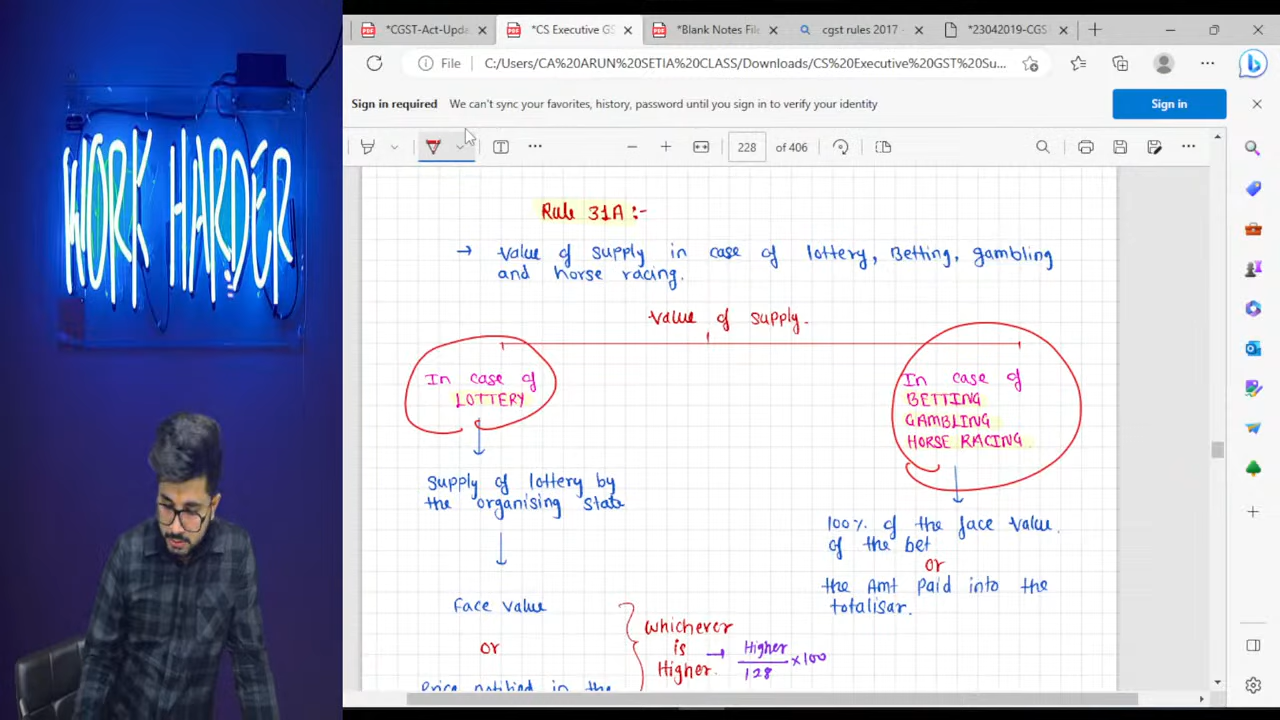 WORK HARDER
*CGST-Act-Upda
*CS Executive GS
*Blank Notes File
cgst rules 2017
*23042019-CGS
File
C:/Users/CA%20ARUN%20SETIA%20CLASS/Downloads/CS%20Executive%20GST%20Su...
Sign in required
We can't sync your favorites, history, password until you sign in to verify your identity
Sign in
228 of 406
Rule 31A :-
→ Value of supply in case of lottery, Betting, gambling
and horse racing.
Value of supply.
In case of
LOTTERY
Supply of lottery by
the organising state
face value
or
Price notified in the
whichever
is
Higher.
→ Higher/128 × 100
In case of
BETTING
GAMBLING
HORSE RACING
100% of the face value
of the bet
or
the Amt Paid into the
totalisar.